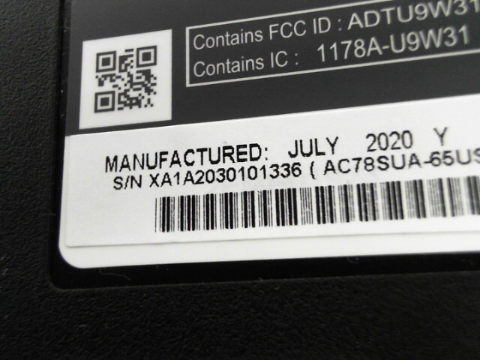 Contains FCC ID : ADTU9W31
Contains IC : 1178A-U9W31
MANUFACTURED: JULY 2020 Y
S/N XA1A2030101336 ( AC78SUA-65US